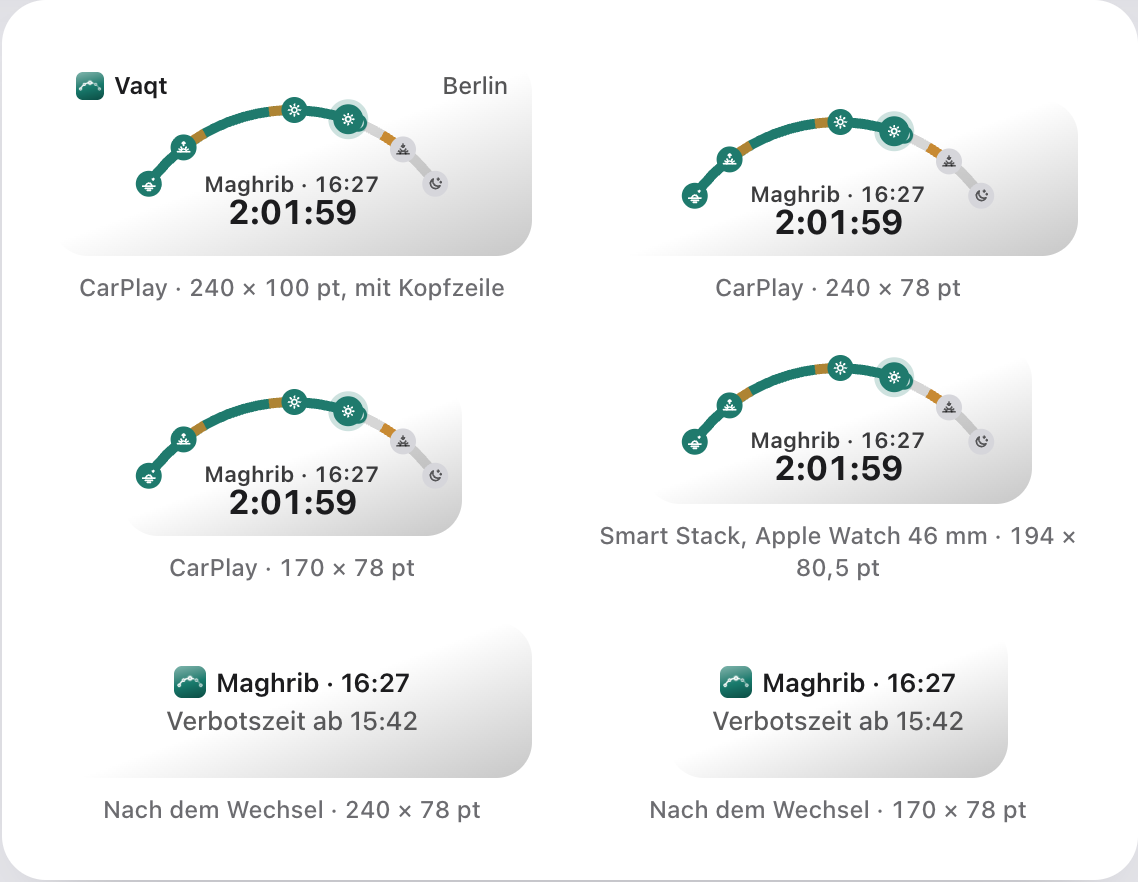 Vaqt
Berlin
Maghrib · 16:27
2:01:59
CarPlay · 240 × 100 pt, mit Kopfzeile
Maghrib · 16:27
2:01:59
CarPlay · 240 × 78 pt
Maghrib · 16:27
2:01:59
CarPlay · 170 × 78 pt
Maghrib · 16:27
2:01:59
Smart Stack, Apple Watch 46 mm · 194 ×
80,5 pt
Maghrib · 16:27
Verbotszeit ab 15:42
Nach dem Wechsel · 240 × 78 pt
Maghrib · 16:27
Verbotszeit ab 15:42
Nach dem Wechsel · 170 × 78 pt